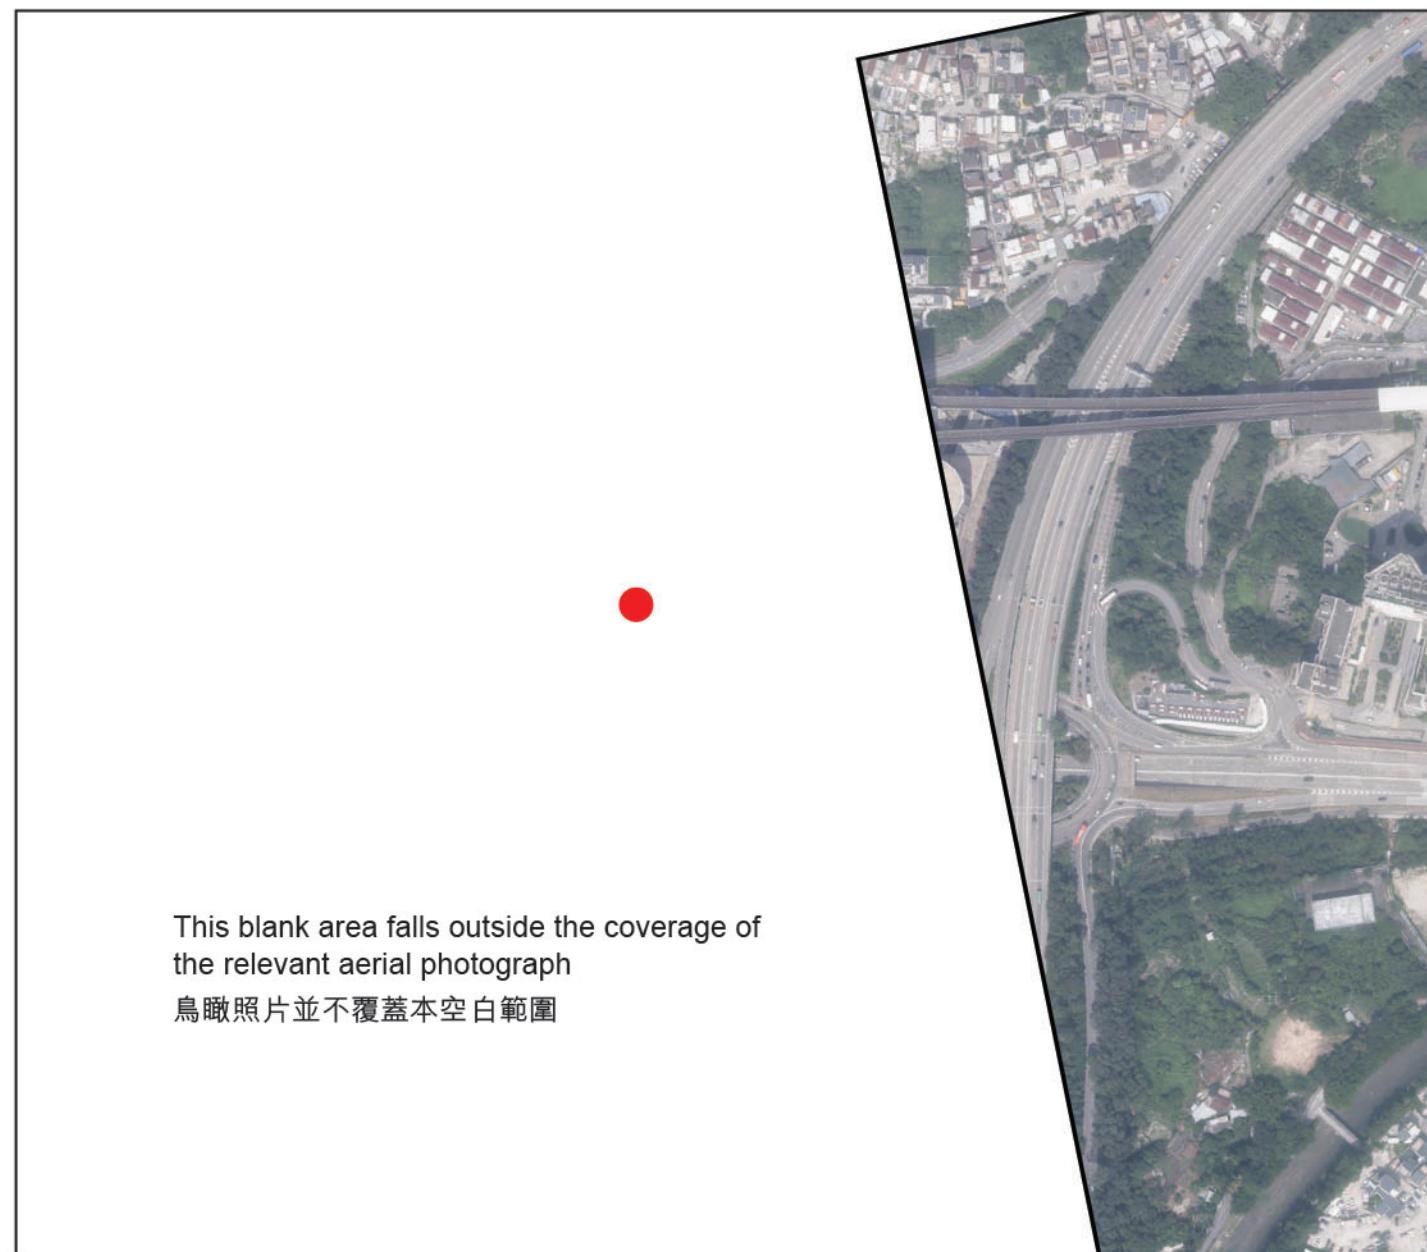 This blank area falls outside the coverage of
the relevant aerial photograph
鳥瞰照片並不覆蓋本空白範圍